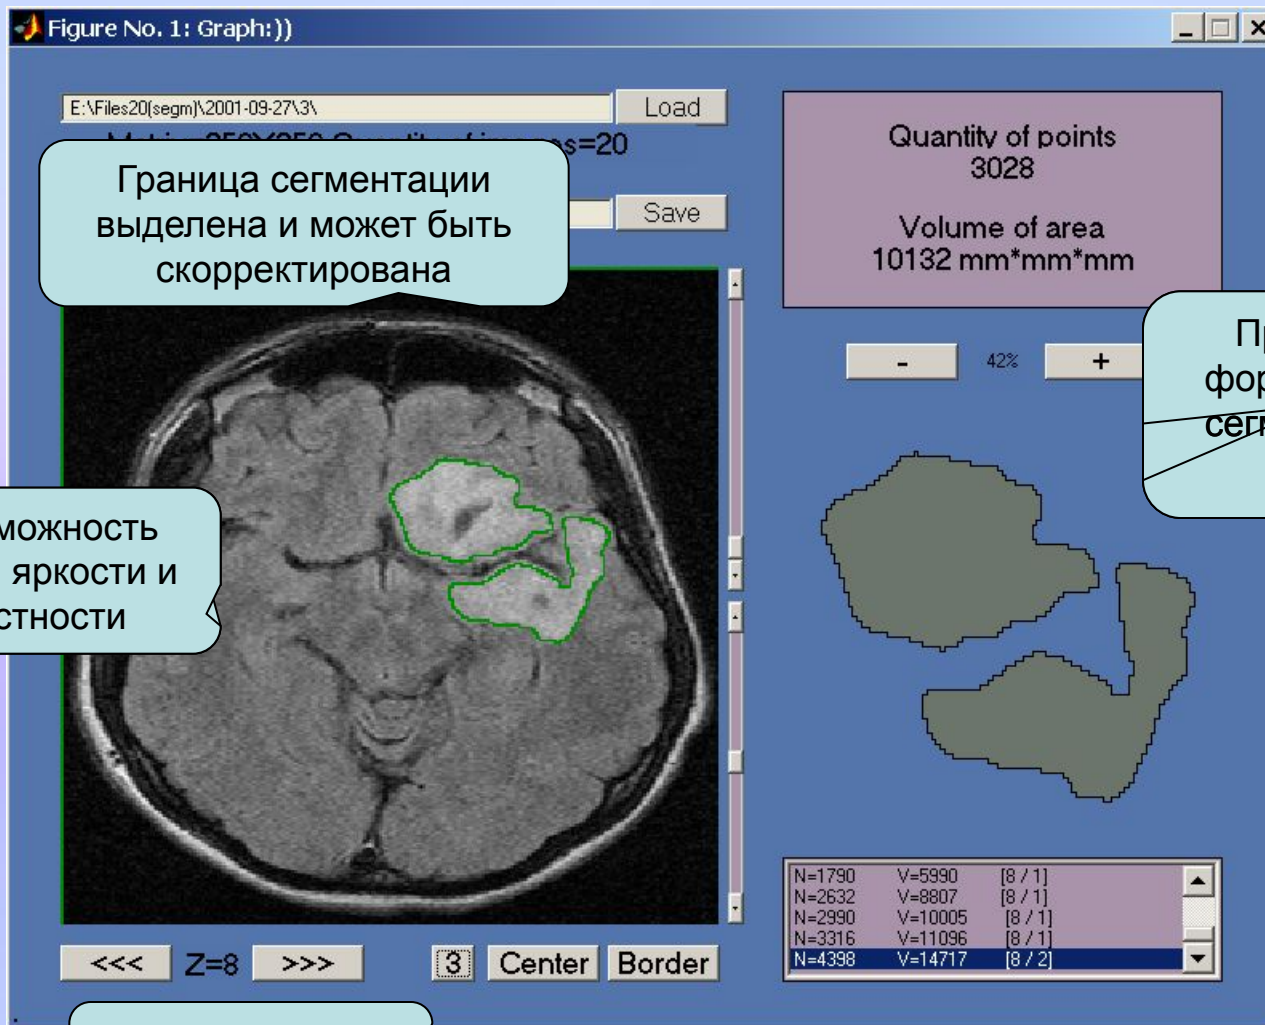 Figure No. 1: Graph:))
E:\Files20(segm)\2001-09-27\3\
Load
s=20
Граница сегментации
выделена и может быть
скорректирована
Save
Quantity of points
3028
Volume of area
10132 mm*mm*mm
-
42%
+
Пр
фор
сегм
можность
яркости и
стности
N=1790 V=5990 [8 / 1]
N=2632 V=8807 [8 / 1]
N=2990 V=10005 [8 / 1]
N=3316 V=11096 [8 / 1]
N=4398 V=14717 [8 / 2]
<<<
Z=8
>>>
3
Center
Border